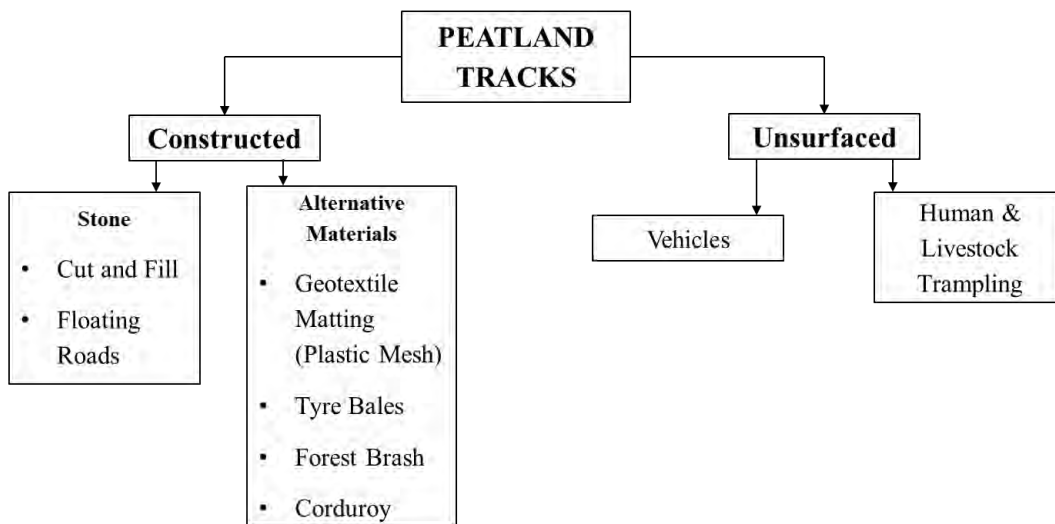 PEATLAND
TRACKS
Constructed
Unsurfaced
Stone
• Cut and Fill
• Floating
Roads
Alternative
Materials
• Geotextile
Matting
(Plastic Mesh)
• Tyre Bales
• Forest Brash
• Corduroy
Vehicles
Human &
Livestock
Trampling